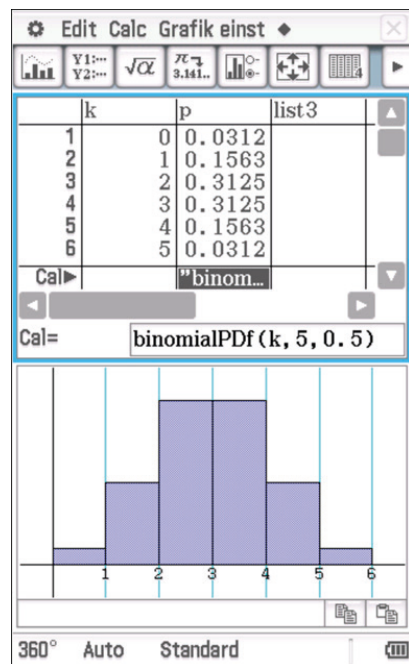 Edit Calc Grafik einst ◆
Y1:… Y2:… √α π 3.141.. 4
k p list3
1 0 0.0312
2 1 0.1563
3 2 0.3125
4 3 0.3125
5 4 0.1563
6 5 0.0312
Cal▶ "binom…
Cal= binomialPDf(k,5,0.5)
1 2 3 4 5 6
360° Auto Standard